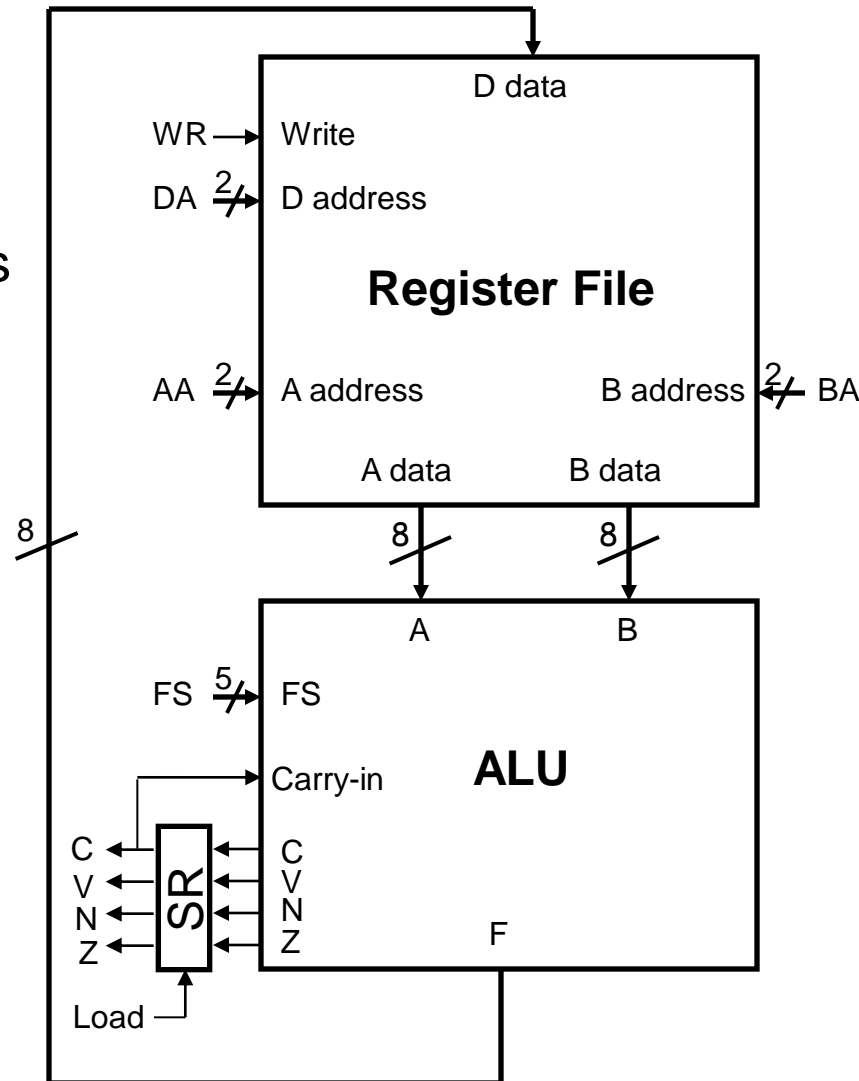 D data
WR Write
DA 2 D address
s
Register File
AA 2 A address B address 2 BA
A data B data
8 8 8
A B
FS 5 FS
ALU
Carry-in
C C
V V
N N
Z Z
SR
F
Load